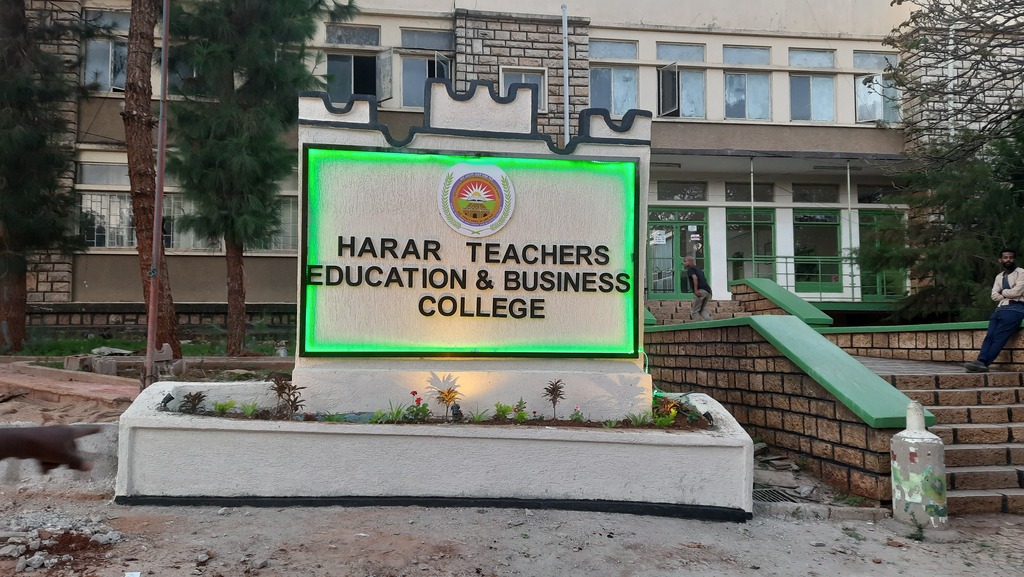 HARAR TEACHERS
EDUCATION & BUSINESS
COLLEGE